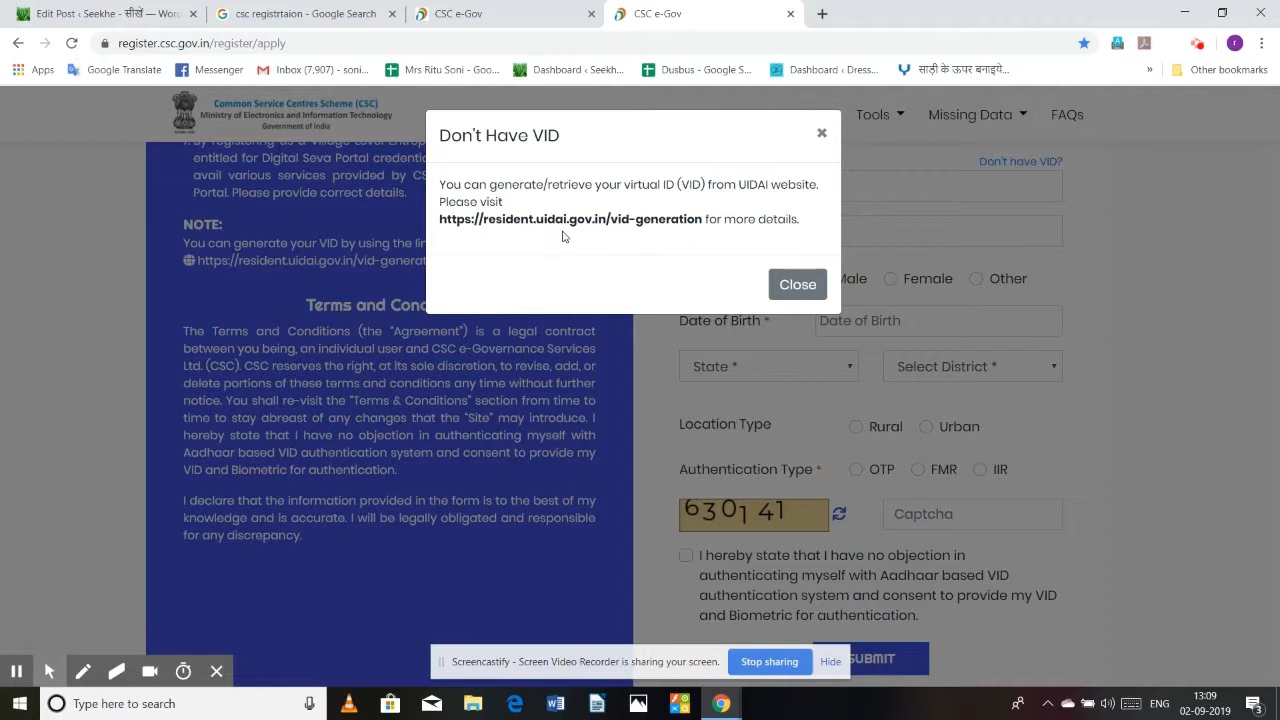 Edit Post ‹ Seekhe - सीखें — Wor
csc registration - Google Search
CSC e-Gov
CSC e-Gov
register.csc.gov.in/register/apply
Apps
Google Translate
Messenger
Inbox (7,907) - soni...
Mrs Ritu Soni - Goo...
Dashboard ‹ Seekh...
Dusbus - Google S...
Dashboard ‹ Dress...
साड़ी के ऊपर बनाइपे...
»
Other bookmarks
Common Service Centres Scheme (CSC)
Ministry of Electronics and Information Technology
Government of India
Tools
Missing Data
FAQs
Don't Have VID
×
You can generate/retrieve your virtual ID (VID) from UIDAI website.
Please visit
https://resident.uidai.gov.in/vid-generation for more details.
Close
7. By registering as a Village Level Entrep
entitled for Digital Seva Portal credentia
avail various services provided by CS
Portal. Please provide correct details.
NOTE:
You can generate your VID by using the lin
https://resident.uidai.gov.in/vid-generat
Terms and Cond
The Terms and Conditions (the "Agreement") is a legal contract
between you being, an individual user and CSC e-Governance Services
Ltd. (CSC). CSC reserves the right, at its sole discretion, to revise, add, or
delete portions of these terms and conditions any time without further
notice. You shall re-visit the "Terms & Conditions" section from time to
time to stay abreast of any changes that the "Site" may introduce. I
hereby state that I have no objection in authenticating myself with
Aadhaar based VID authentication system and consent to provide my
VID and Biometric for authentication.
I declare that the information provided in the form is to the best of my
knowledge and is accurate. I will be legally obligated and responsible
for any discrepancy.
Don't have VID?
Male Female Other
Date of Birth * Date of Birth
State * Select District *
Location Type Rural Urban
Authentication Type * OTP FMR IIR
630141 Captcha
I hereby state that I have no objection in
authenticating myself with Aadhaar based VID
authentication system and consent to provide my VID
and Biometric for authentication.
SUBMIT
Screencastify - Screen Video Recorder is sharing your screen. Stop sharing Hide
Type here to search
ENG
13:09
02-09-2019
3